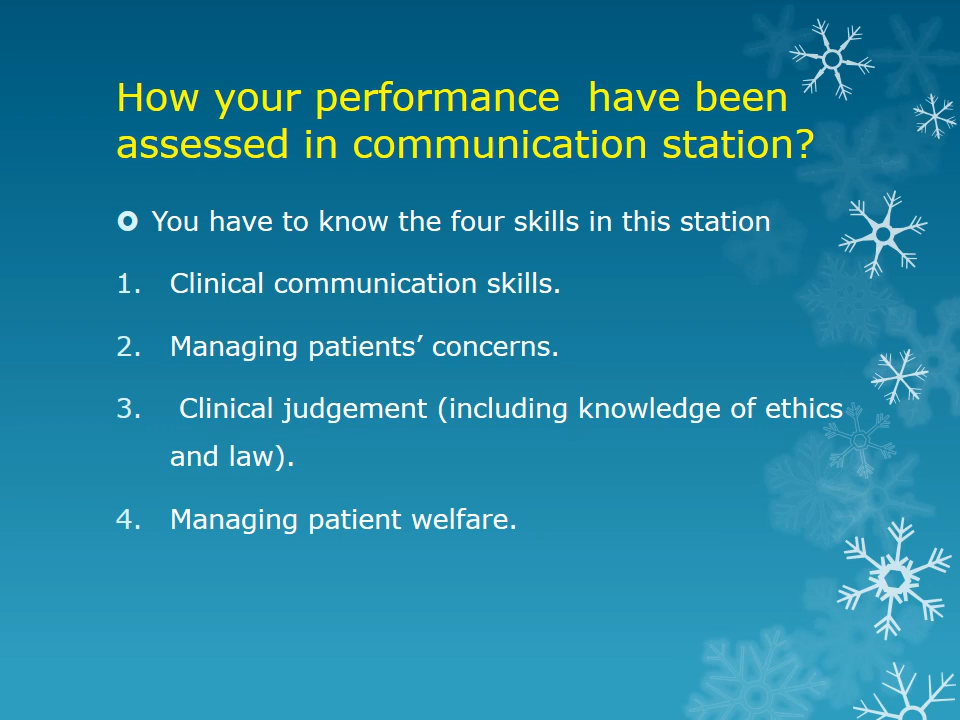 How your performance  have been
assessed in communication station?
You have to know the four skills in this station
1. Clinical communication skills.
2. Managing patients’ concerns.
3. Clinical judgement (including knowledge of ethics
and law).
4. Managing patient welfare.